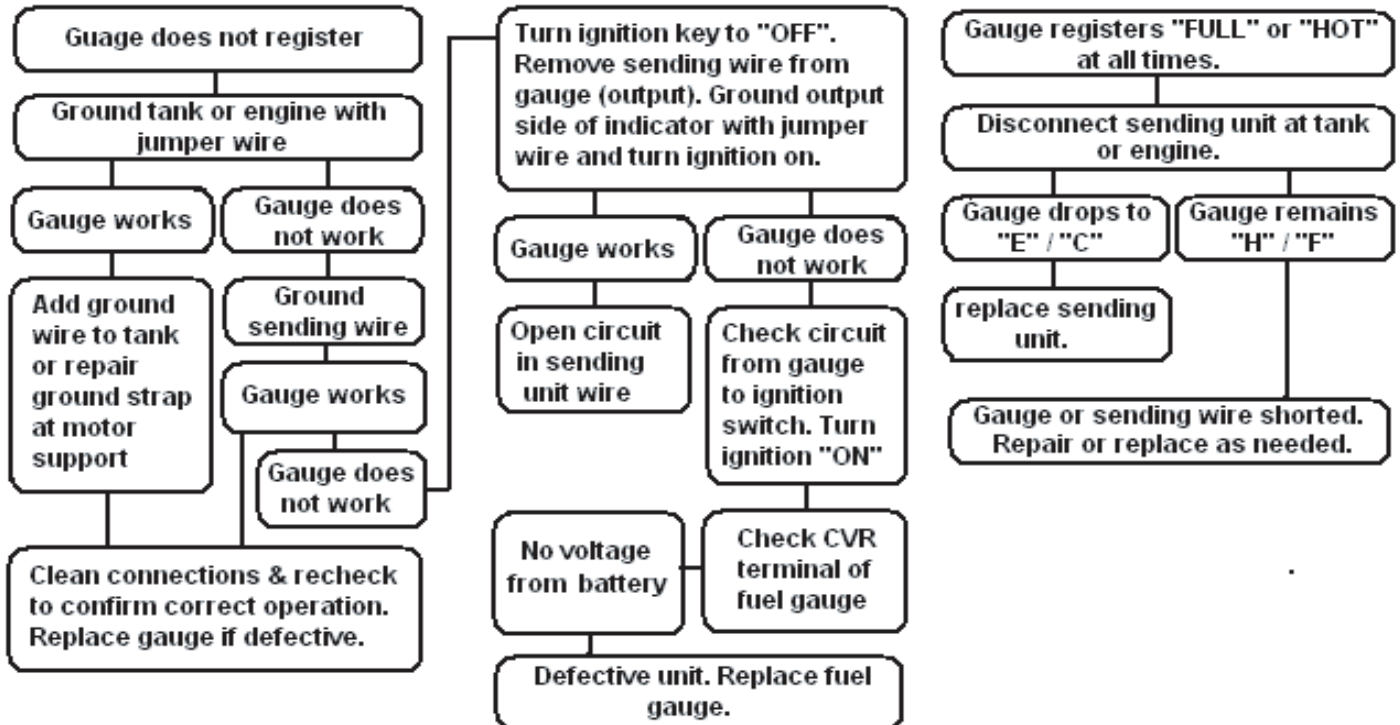 Guage does not register
Ground tank or engine with
jumper wire
Gauge works
Gauge does
not work
Add ground
wire to tank
or repair
ground strap
at motor
support
Ground
sending wire
Gauge works
Gauge does
not work
Clean connections & recheck
to confirm correct operation.
Replace gauge if defective.
Turn ignition key to "OFF".
Remove sending wire from
gauge (output). Ground output
side of indicator with jumper
wire and turn ignition on.
Gauge works
Gauge does
not work
Open circuit
in sending
unit wire
Check circuit
from gauge
to ignition
switch. Turn
ignition "ON"
Check CVR
terminal of
fuel gauge
No voltage
from battery
Defective unit. Replace fuel
gauge.
Gauge registers "FULL" or "HOT"
at all times.
Disconnect sending unit at tank
or engine.
Gauge drops to
"E" / "C"
Gauge remains
"H" / "F"
replace sending
unit.
Gauge or sending wire shorted.
Repair or replace as needed.